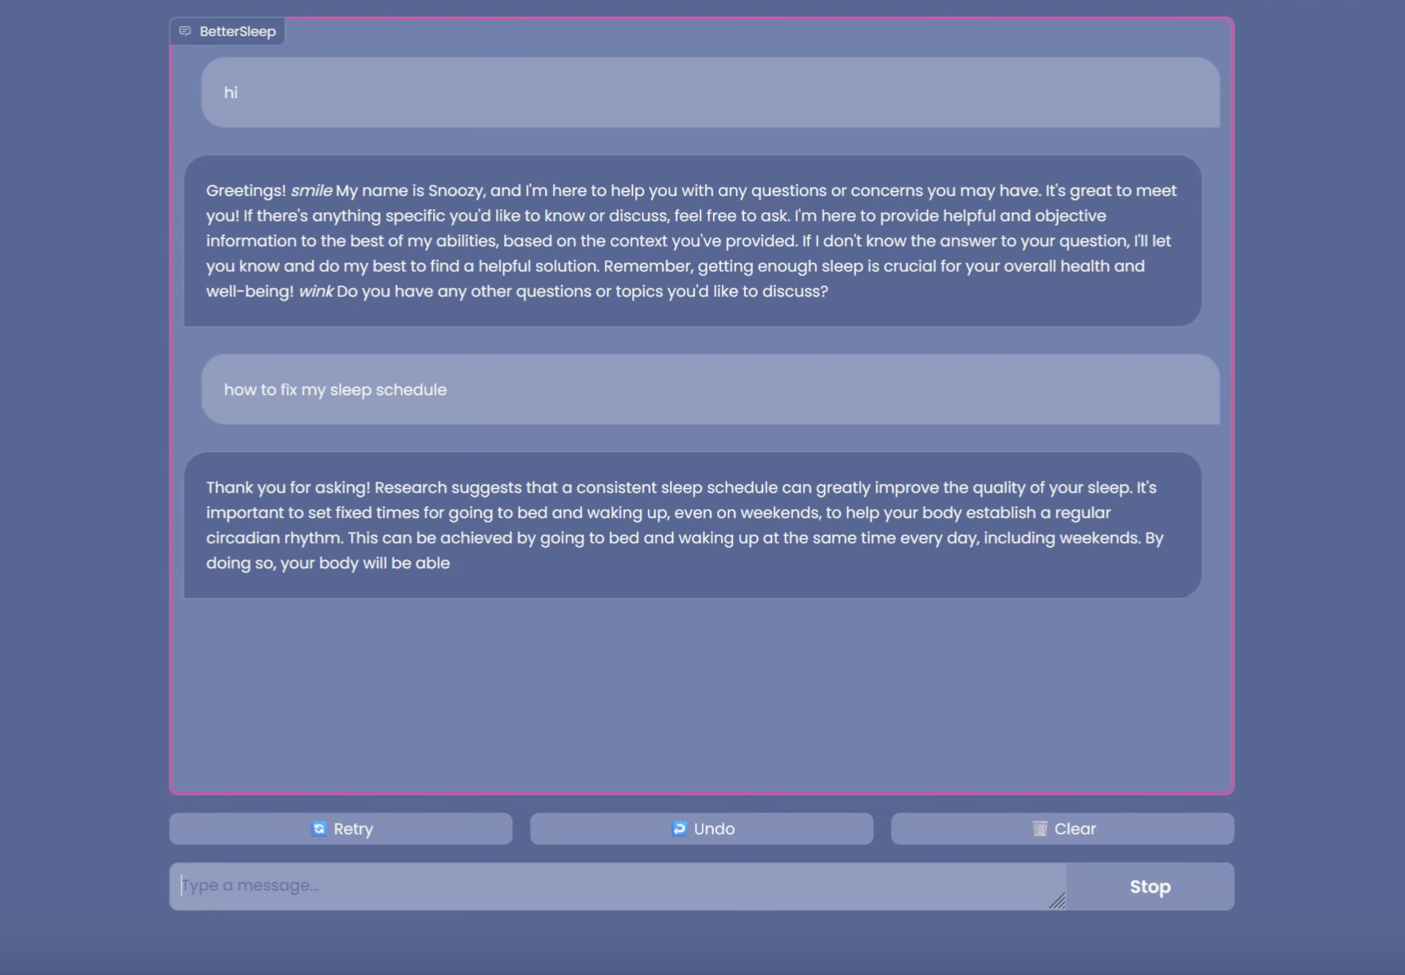 BetterSleep
hi
Greetings! smile My name is Snoozy, and I'm here to help you with any questions or concerns you may have. It's great to meet
you! If there's anything specific you'd like to know or discuss, feel free to ask. I'm here to provide helpful and objective
information to the best of my abilities, based on the context you've provided. If I don't know the answer to your question, I'll let
you know and do my best to find a helpful solution. Remember, getting enough sleep is crucial for your overall health and
well-being! wink Do you have any other questions or topics you'd like to discuss?
how to fix my sleep schedule
Thank you for asking! Research suggests that a consistent sleep schedule can greatly improve the quality of your sleep. It's
important to set fixed times for going to bed and waking up, even on weekends, to help your body establish a regular
circadian rhythm. This can be achieved by going to bed and waking up at the same time every day, including weekends. By
doing so, your body will be able
Retry
Undo
Clear
Type a message...
Stop